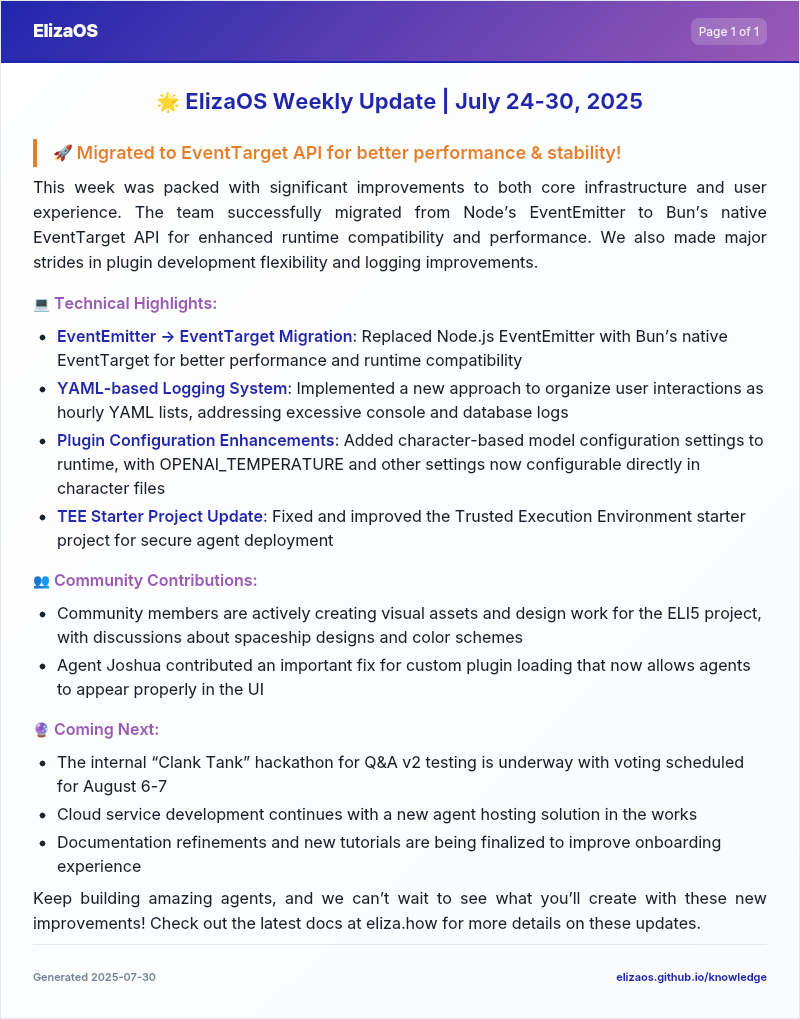 ElizaOS
Page 1 of 1
🌟 ElizaOS Weekly Update | July 24-30, 2025
🚀 Migrated to EventTarget API for better performance & stability!
This week was packed with significant improvements to both core infrastructure and user
experience. The team successfully migrated from Node’s EventEmitter to Bun’s native
EventTarget API for enhanced runtime compatibility and performance. We also made major
strides in plugin development flexibility and logging improvements.
💻 Technical Highlights:
• EventEmitter → EventTarget Migration: Replaced Node.js EventEmitter with Bun’s native
EventTarget for better performance and runtime compatibility
• YAML-based Logging System: Implemented a new approach to organize user interactions as
hourly YAML lists, addressing excessive console and database logs
• Plugin Configuration Enhancements: Added character-based model configuration settings to
runtime, with OPENAI_TEMPERATURE and other settings now configurable directly in
character files
• TEE Starter Project Update: Fixed and improved the Trusted Execution Environment starter
project for secure agent deployment
👥 Community Contributions:
• Community members are actively creating visual assets and design work for the ELI5 project,
with discussions about spaceship designs and color schemes
• Agent Joshua contributed an important fix for custom plugin loading that now allows agents
to appear properly in the UI
🔮 Coming Next:
• The internal “Clank Tank” hackathon for Q&A v2 testing is underway with voting scheduled
for August 6-7
• Cloud service development continues with a new agent hosting solution in the works
• Documentation refinements and new tutorials are being finalized to improve onboarding
experience
Keep building amazing agents, and we can’t wait to see what you’ll create with these new
improvements! Check out the latest docs at eliza.how for more details on these updates.
Generated 2025-07-30
elizaos.github.io/knowledge